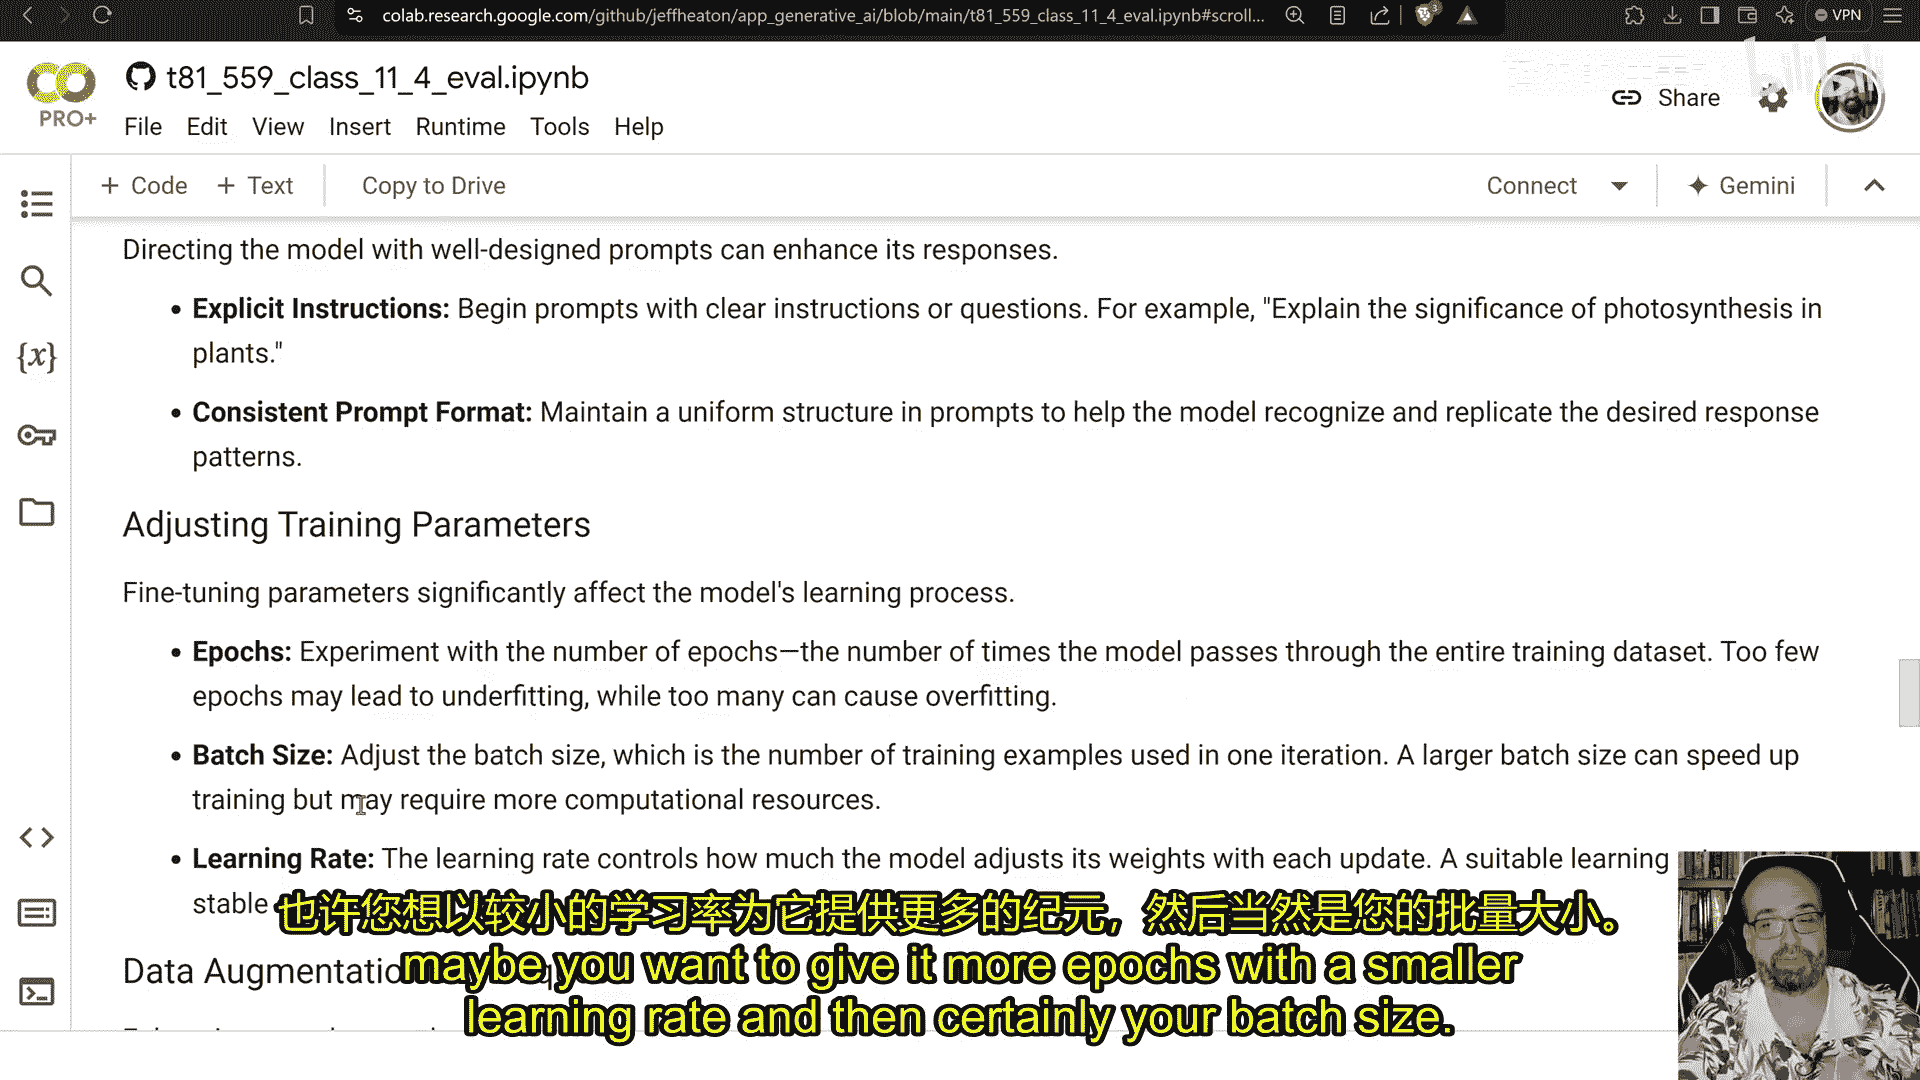 colab.research.google.com/github/jeffheaton/app_generative_ai/blob/main/t81_559_class_11_4_eval.ipynb#scroll...
3
VPN
t81_559_class_11_4_eval.ipynb
PRO+
File Edit View Insert Runtime Tools Help
Share
bilibili
+ Code + Text Copy to Drive
Connect
Gemini
Directing the model with well-designed prompts can enhance its responses.
• Explicit Instructions: Begin prompts with clear instructions or questions. For example, "Explain the significance of photosynthesis in
plants."
• Consistent Prompt Format: Maintain a uniform structure in prompts to help the model recognize and replicate the desired response
patterns.
Adjusting Training Parameters
Fine-tuning parameters significantly affect the model's learning process.
• Epochs: Experiment with the number of epochs—the number of times the model passes through the entire training dataset. Too few
epochs may lead to underfitting, while too many can cause overfitting.
• Batch Size: Adjust the batch size, which is the number of training examples used in one iteration. A larger batch size can speed up
training but may require more computational resources.
• Learning Rate: The learning rate controls how much the model adjusts its weights with each update. A suitable learning
stable
也许您想以较小的学习率为它提供更多的纪元，然后当然是您的批量大小。
Data Augmentatio
maybe you want to give it more epochs with a smaller
learning rate and then certainly your batch size.